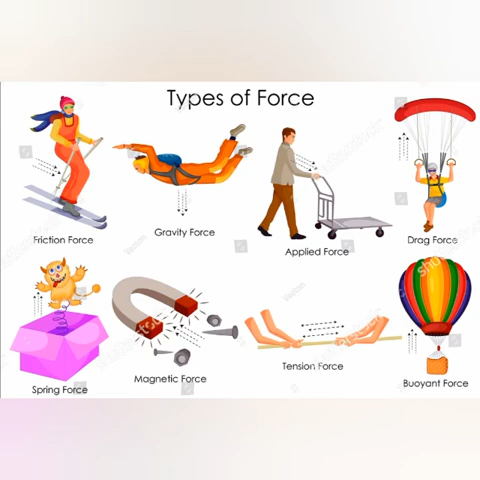 Types of Force
Friction Force
Gravity Force
Applied Force
Drag Force
Spring Force
Magnetic Force
Tension Force
Buoyant Force